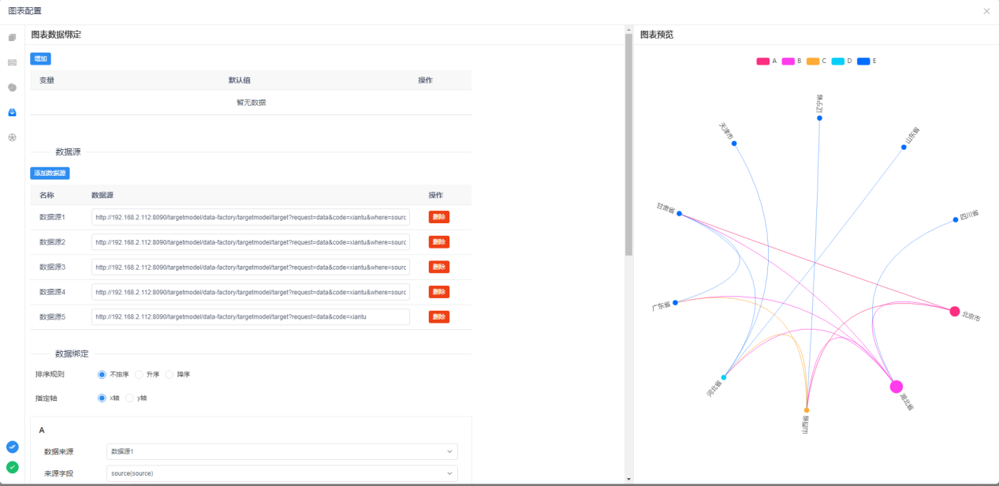 图表配置
图表数据绑定
增加
变量 默认值 操作
暂无数据
数据源
添加数据源
名称 数据源 操作
数据源1 http://192.168.2.112:8090/targetmodel/data-factory/targetmodel/target?request=data&code=xiantu&where=sourc 删除
数据源2 http://192.168.2.112:8090/targetmodel/data-factory/targetmodel/target?request=data&code=xiantu&where=sourc 删除
数据源3 http://192.168.2.112:8090/targetmodel/data-factory/targetmodel/target?request=data&code=xiantu&where=sourc 删除
数据源4 http://192.168.2.112:8090/targetmodel/data-factory/targetmodel/target?request=data&code=xiantu&where=sourc 删除
数据源5 http://192.168.2.112:8090/targetmodel/data-factory/targetmodel/target?request=data&code=xiantu 删除
数据绑定
排序规则 不排序 升序 降序
指定轴 x轴 y轴
A
数据来源 数据源1
来源字段 source(source)
图表预览
A B C D E
辽宁省
天津市
山东省
甘肃省
四川省
广东省
北京市
河北省
湖北省
山西省